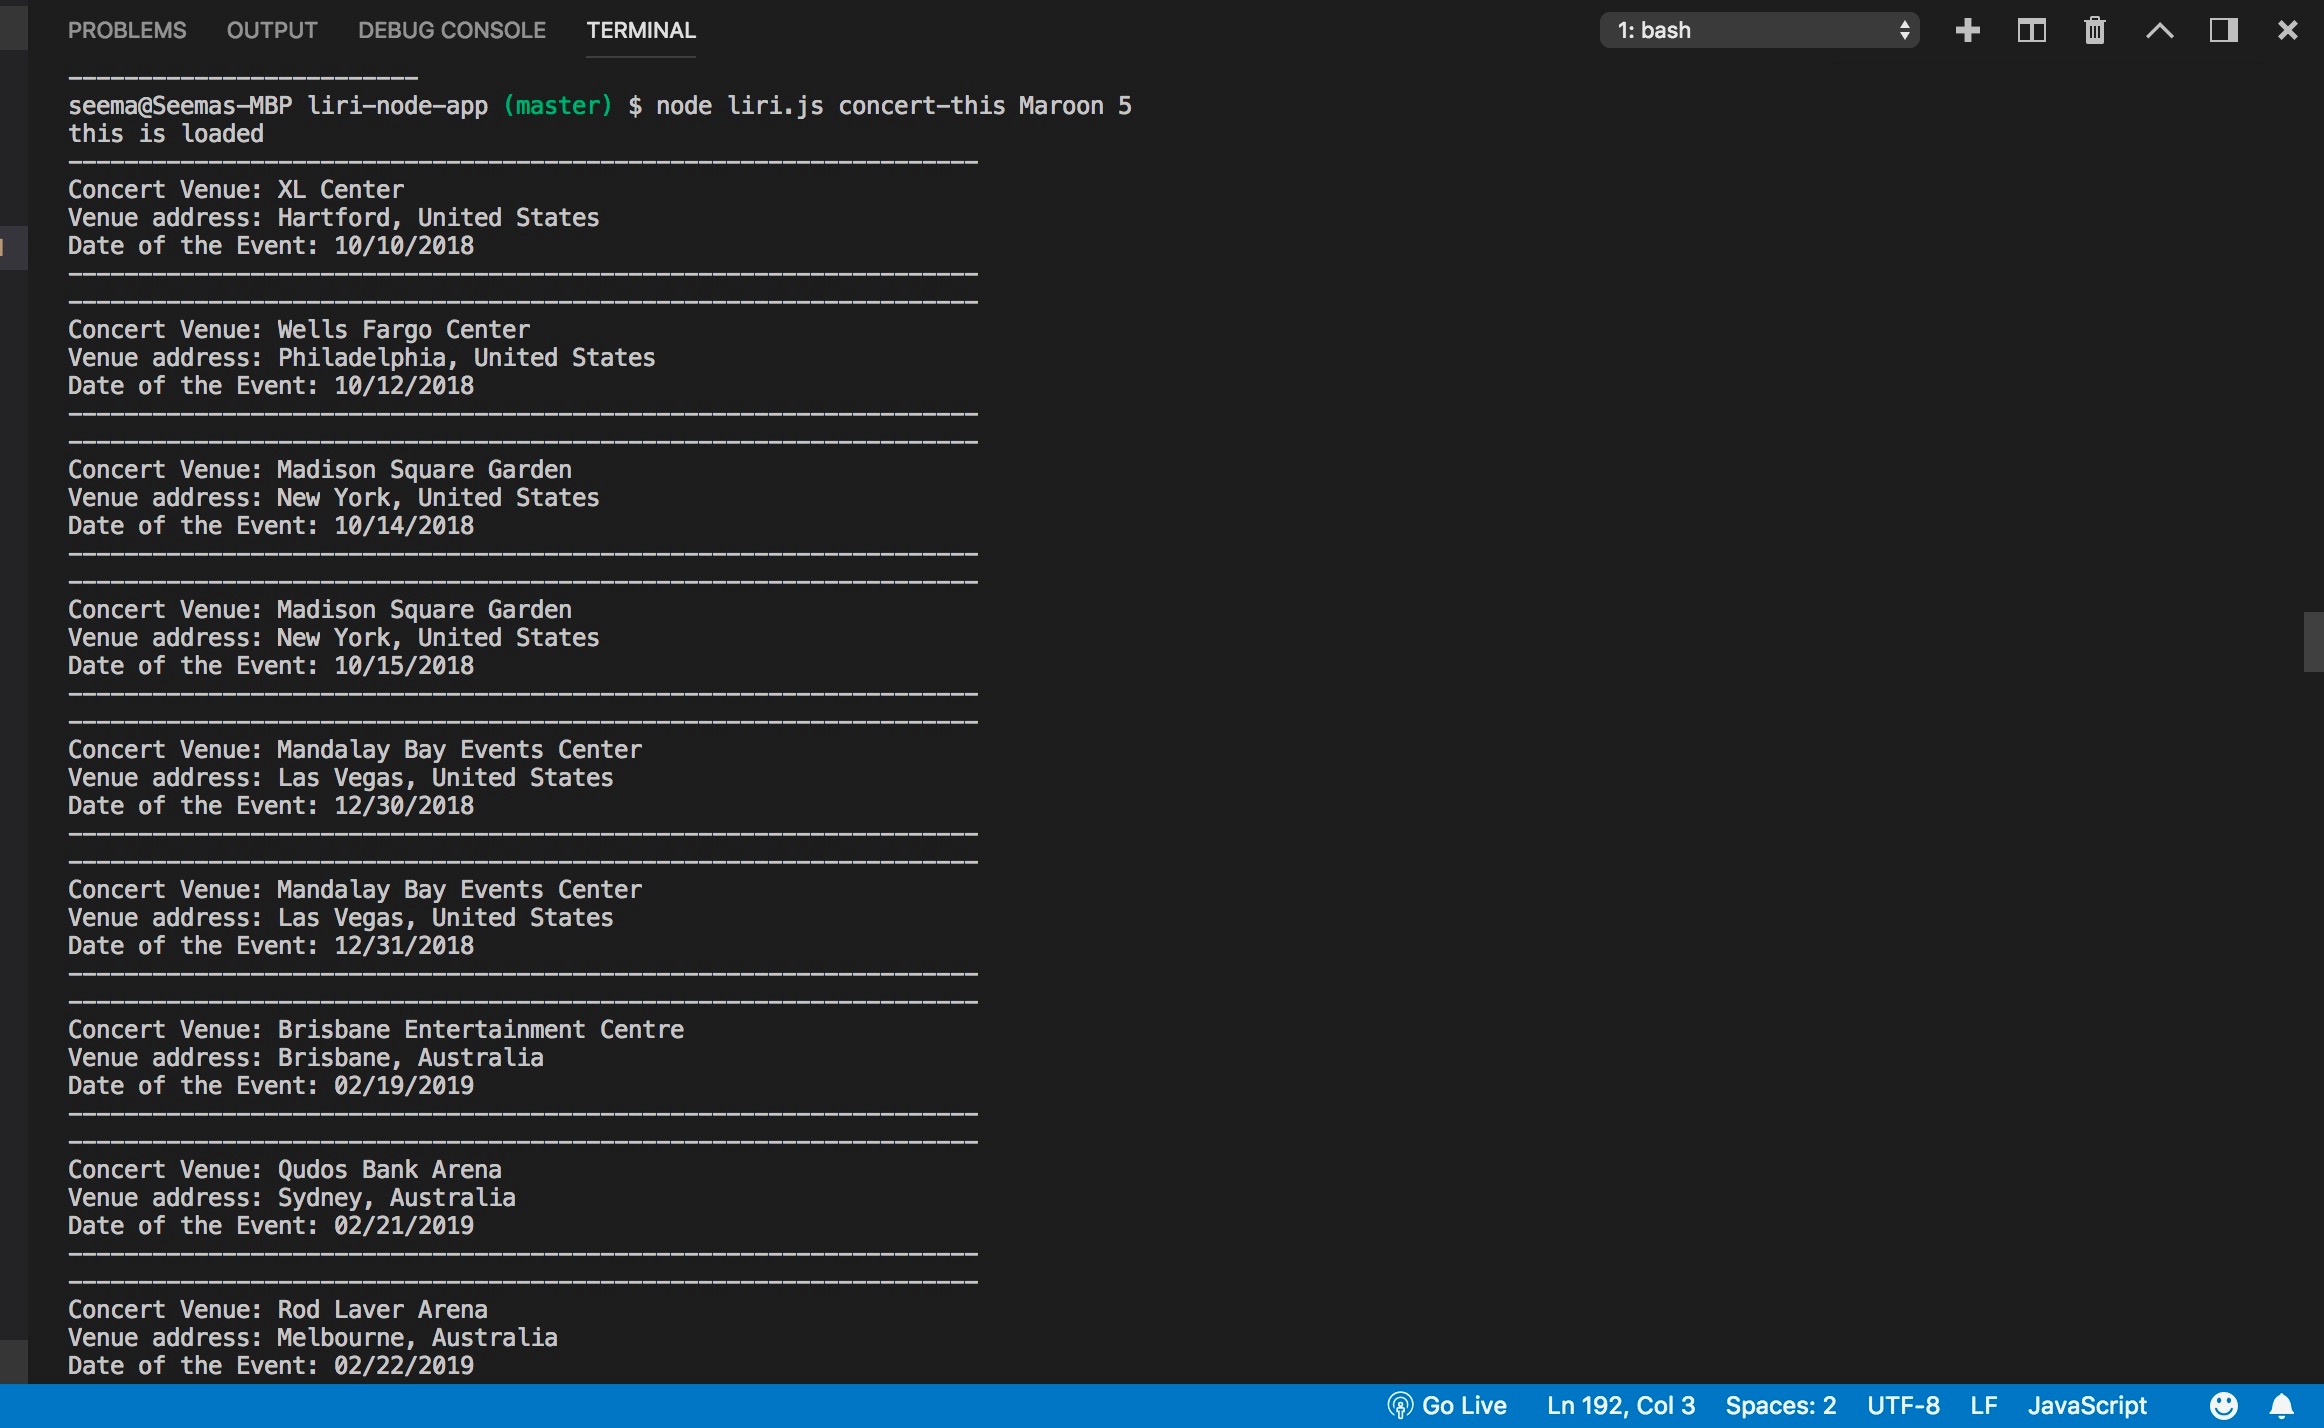 PROBLEMS OUTPUT DEBUG CONSOLE TERMINAL 1: bash
-------------------------
seema@Seemas-MBP liri-node-app (master) $ node liri.js concert-this Maroon 5
this is loaded
-----------------------------------------------------------------
Concert Venue: XL Center
Venue address: Hartford, United States
Date of the Event: 10/10/2018
-----------------------------------------------------------------
-----------------------------------------------------------------
Concert Venue: Wells Fargo Center
Venue address: Philadelphia, United States
Date of the Event: 10/12/2018
-----------------------------------------------------------------
-----------------------------------------------------------------
Concert Venue: Madison Square Garden
Venue address: New York, United States
Date of the Event: 10/14/2018
-----------------------------------------------------------------
-----------------------------------------------------------------
Concert Venue: Madison Square Garden
Venue address: New York, United States
Date of the Event: 10/15/2018
-----------------------------------------------------------------
-----------------------------------------------------------------
Concert Venue: Mandalay Bay Events Center
Venue address: Las Vegas, United States
Date of the Event: 12/30/2018
-----------------------------------------------------------------
-----------------------------------------------------------------
Concert Venue: Mandalay Bay Events Center
Venue address: Las Vegas, United States
Date of the Event: 12/31/2018
-----------------------------------------------------------------
-----------------------------------------------------------------
Concert Venue: Brisbane Entertainment Centre
Venue address: Brisbane, Australia
Date of the Event: 02/19/2019
-----------------------------------------------------------------
-----------------------------------------------------------------
Concert Venue: Qudos Bank Arena
Venue address: Sydney, Australia
Date of the Event: 02/21/2019
-----------------------------------------------------------------
-----------------------------------------------------------------
Concert Venue: Rod Laver Arena
Venue address: Melbourne, Australia
Date of the Event: 02/22/2019
Go Live Ln 192, Col 3 Spaces: 2 UTF-8 LF JavaScript